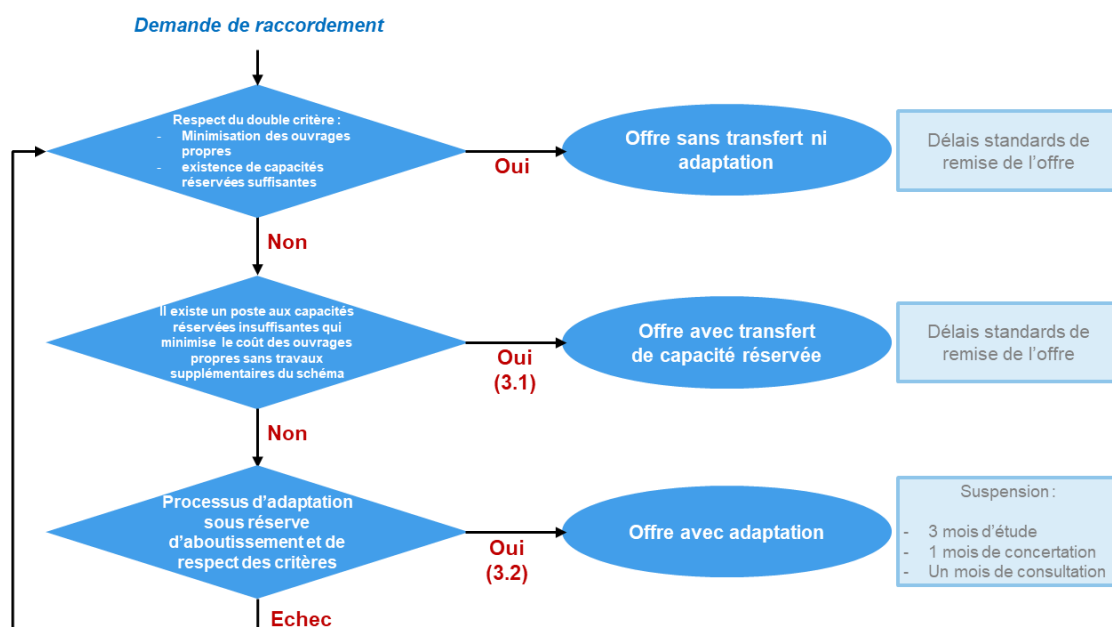 Demande de raccordement
Respect du double critère :
- Minimisation des ouvrages
propres
- existence de capacités
réservées suffisantes
Oui
Offre sans transfert ni
adaptation
Délais standards de
remise de l'offre
Non
Il existe un poste aux capacités
réservées insuffisantes qui
minimise le coût des ouvrages
propres sans travaux
supplémentaires du schéma
Oui
(3.1)
Offre avec transfert
de capacité réservée
Délais standards de
remise de l'offre
Non
Processus d'adaptation
sous réserve
d'aboutissement et de
respect des critères
Oui
(3.2)
Offre avec adaptation
Suspension :
- 3 mois d'étude
- 1 mois de concertation
- Un mois de consultation
Echec